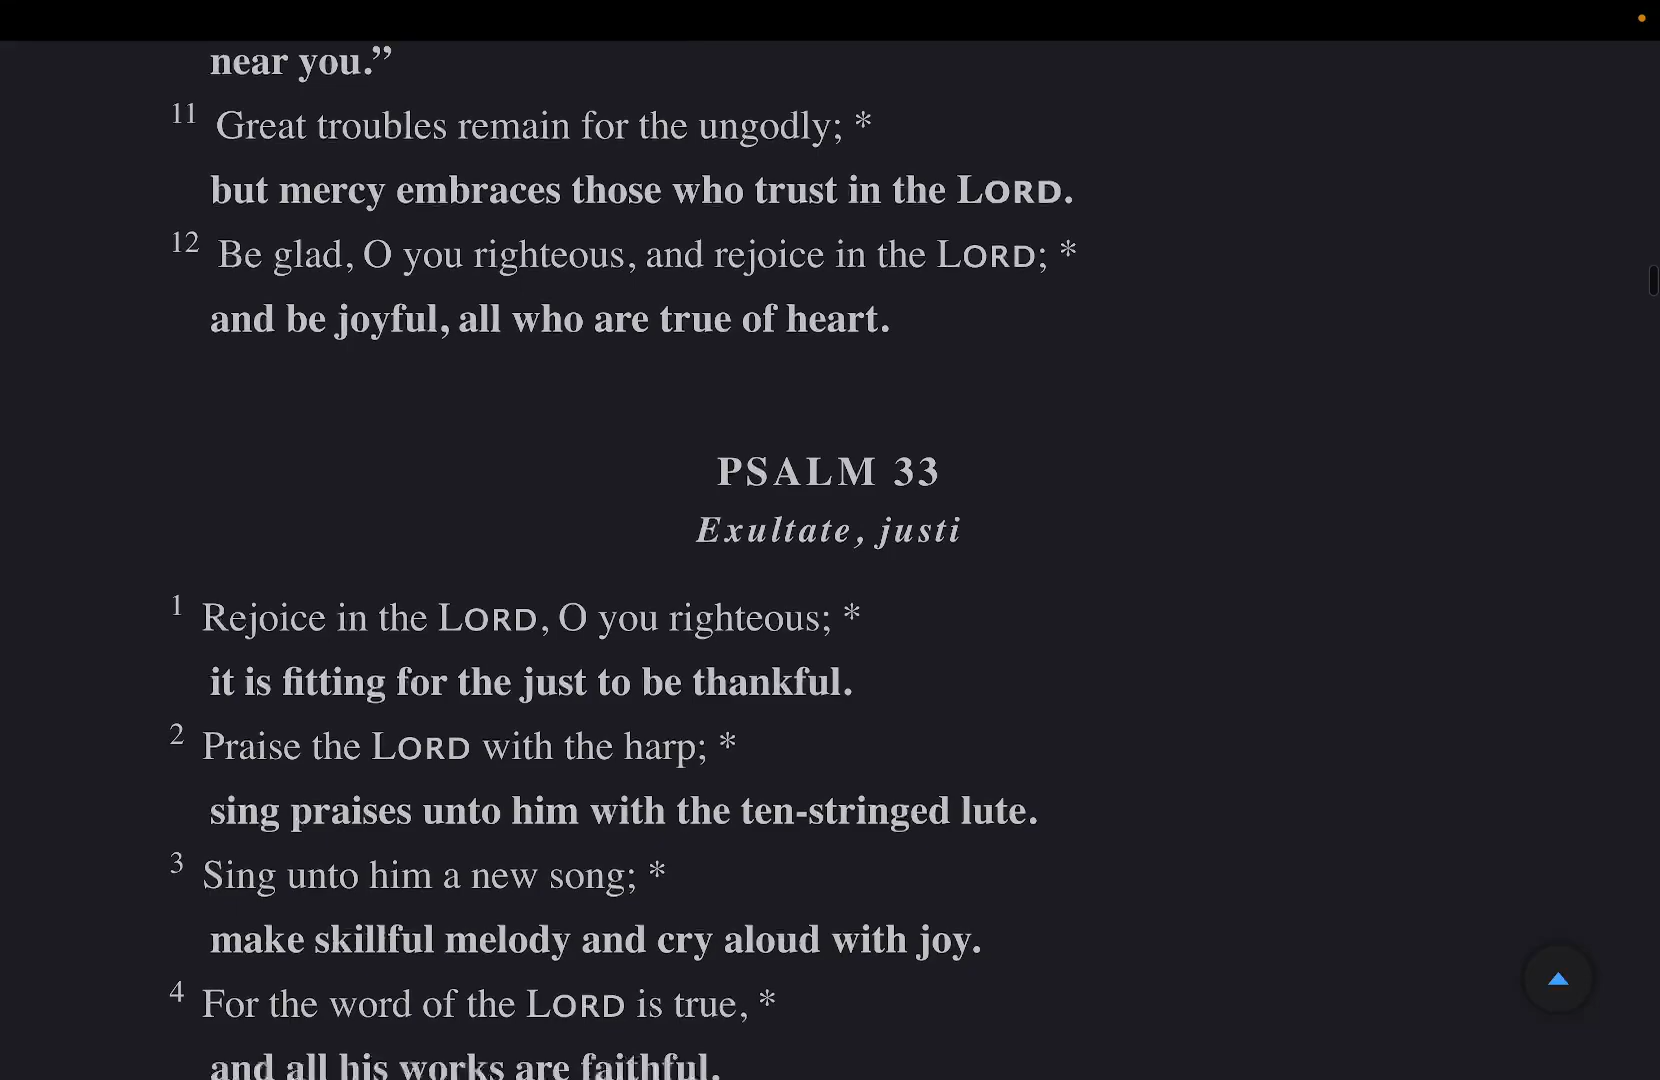 near you.”
11 Great troubles remain for the ungodly; *
but mercy embraces those who trust in the LORD.
12 Be glad, O you righteous, and rejoice in the LORD; *
and be joyful, all who are true of heart.
PSALM 33
Exultate, justi
1 Rejoice in the LORD, O you righteous; *
it is fitting for the just to be thankful.
2 Praise the LORD with the harp; *
sing praises unto him with the ten-stringed lute.
3 Sing unto him a new song; *
make skillful melody and cry aloud with joy.
4 For the word of the LORD is true, *
and all his works are faithful.